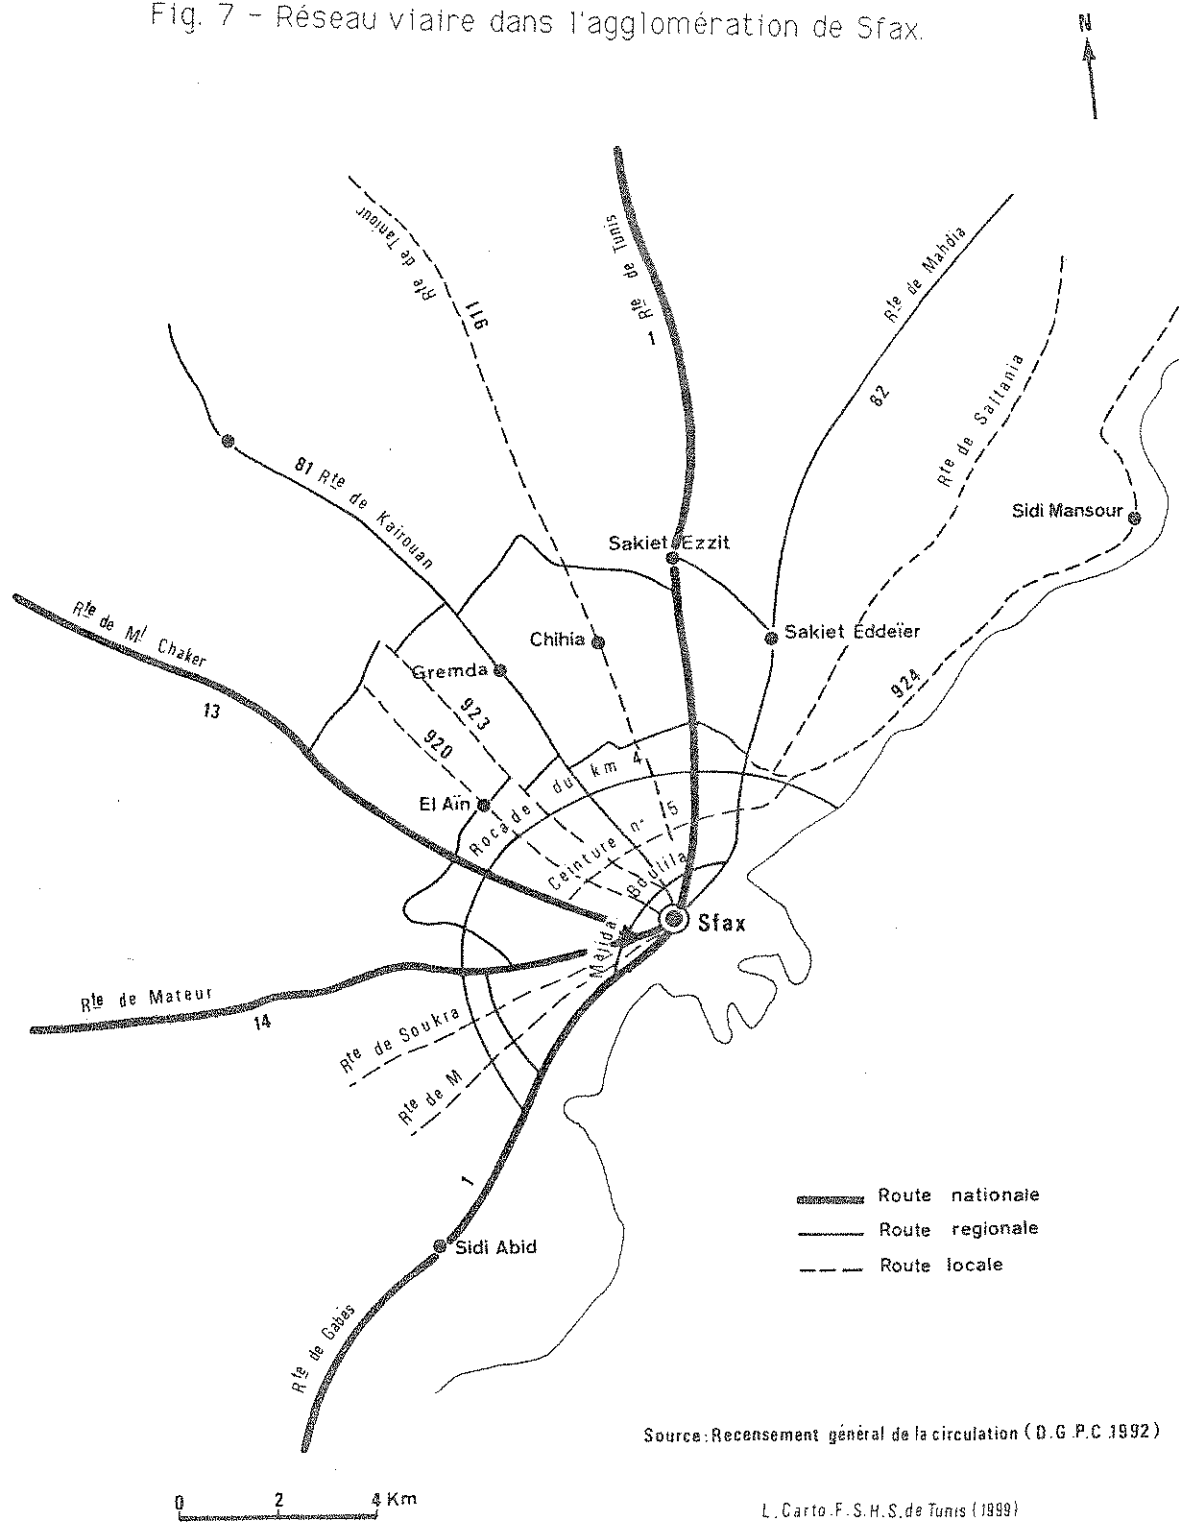 Fig. 7 - Réseau viaire dans l'agglomération de Sfax.
N
Rte de Taniour
911
1 Rte de Tunis
Rte de Mahdia
82
Rte de Saltania
81 Rte de Kairouan
Sidi Mansour
Sakiet Ezzit
Rte de Mt Chaker
13
Chihia
Sakiet Eddeïer
Gremda
924
923
920
El Aïn
Rocade du km 4
Ceinture n° 5
Majida Boulila
Sfax
Rte de Mateur
14
Rte de Soukra
Rte de M
1
Sidi Abid
Rte de Gabès
Route nationale
Route regionale
Route locale
Source: Recensement général de la circulation (D.G.P.C.1992)
0 2 4 Km
L. Carto. F.S.H.S. de Tunis (1999)